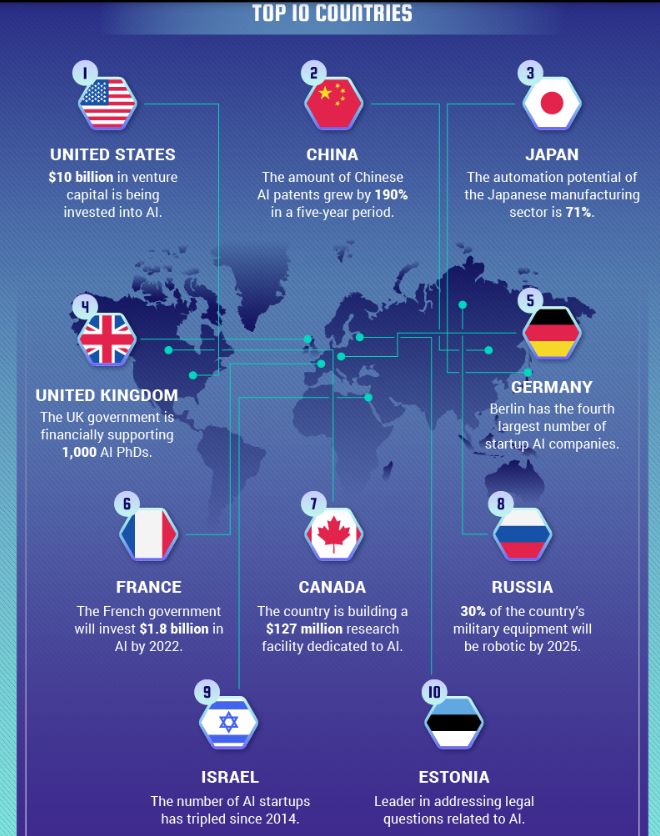 TOP 10 COUNTRIES
1
UNITED STATES
$10 billion in venture
capital is being
invested into AI.
2
CHINA
The amount of Chinese
AI patents grew by 190%
in a five-year period.
3
JAPAN
The automation potential of
the Japanese manufacturing
sector is 71%.
4
UNITED KINGDOM
The UK government is
financially supporting
1,000 AI PhDs.
5
GERMANY
Berlin has the fourth
largest number of
startup AI companies.
6
FRANCE
The French government
will invest $1.8 billion in
AI by 2022.
7
CANADA
The country is building a
$127 million research
facility dedicated to AI.
8
RUSSIA
30% of the country's
military equipment will
be robotic by 2025.
9
ISRAEL
The number of AI startups
has tripled since 2014.
10
ESTONIA
Leader in addressing legal
questions related to AI.